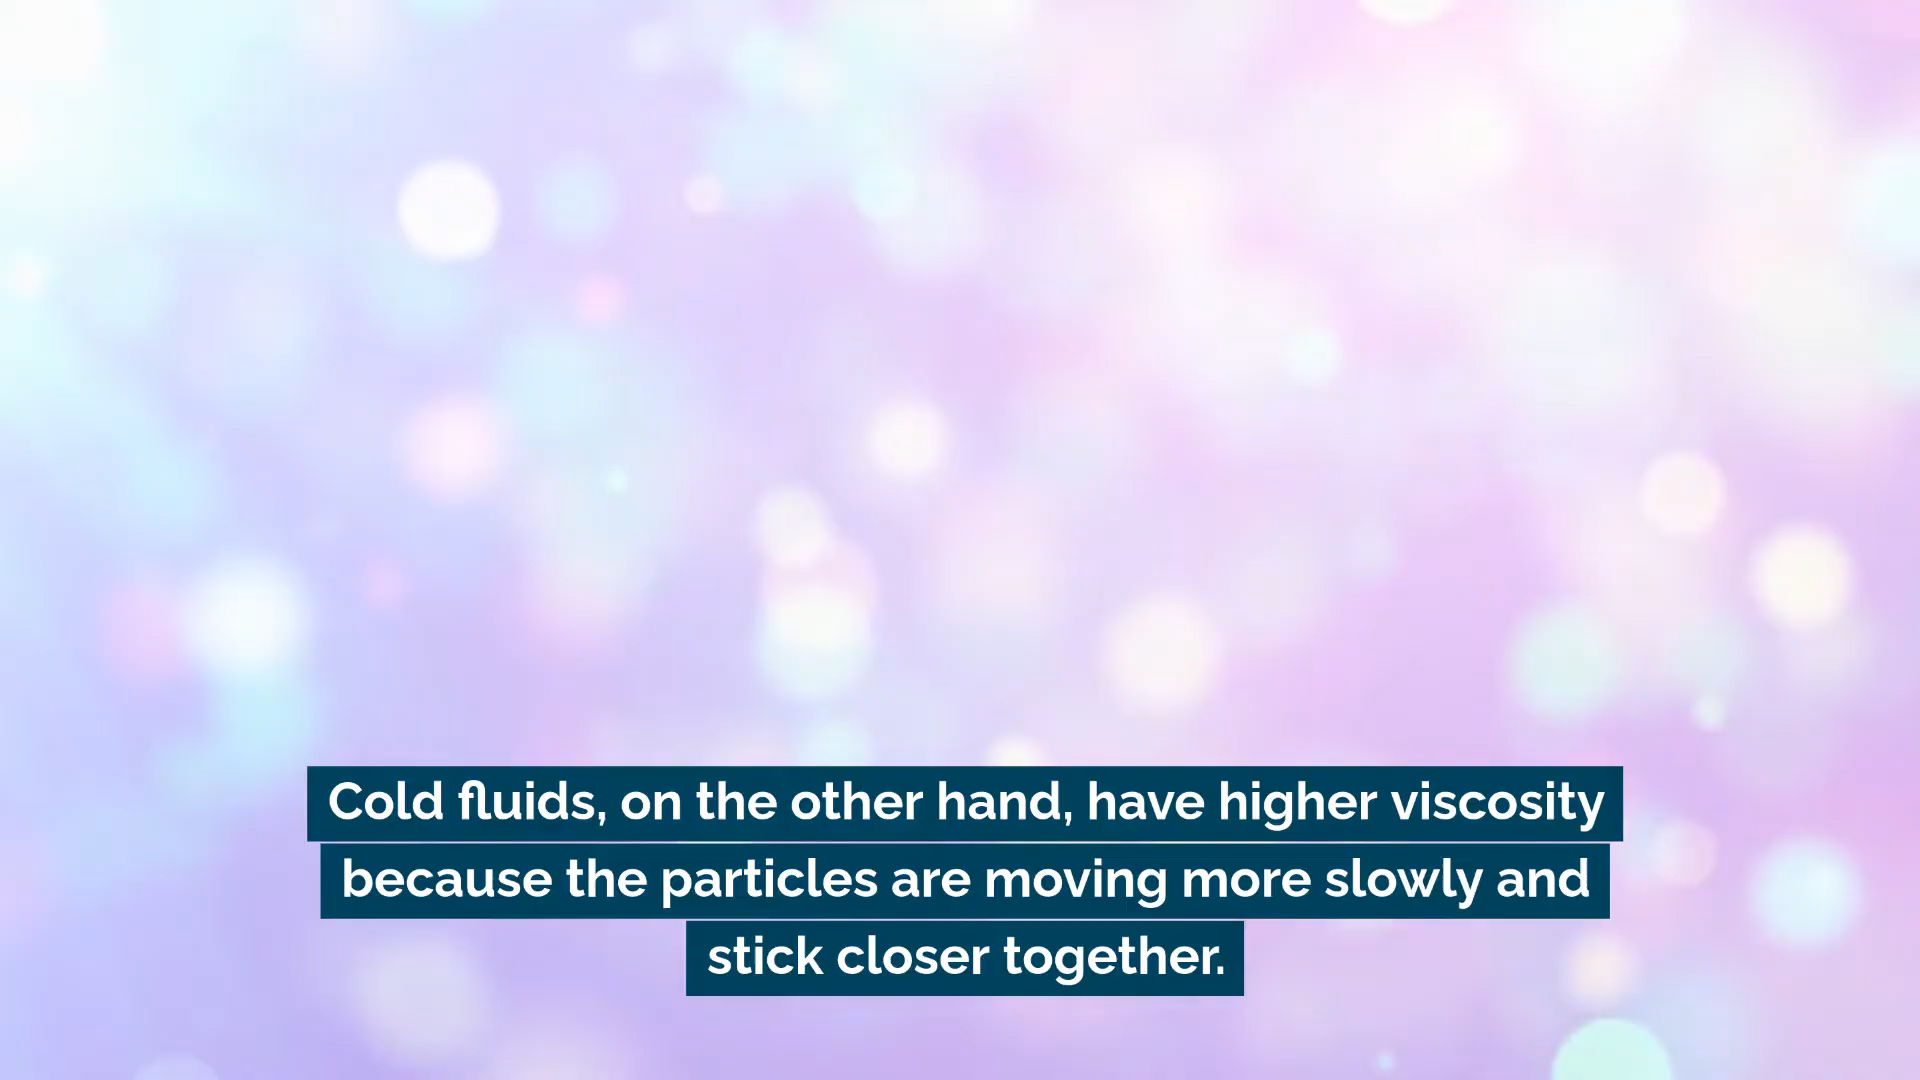 Cold fluids, on the other hand, have higher viscosity
because the particles are moving more slowly and
stick closer together.